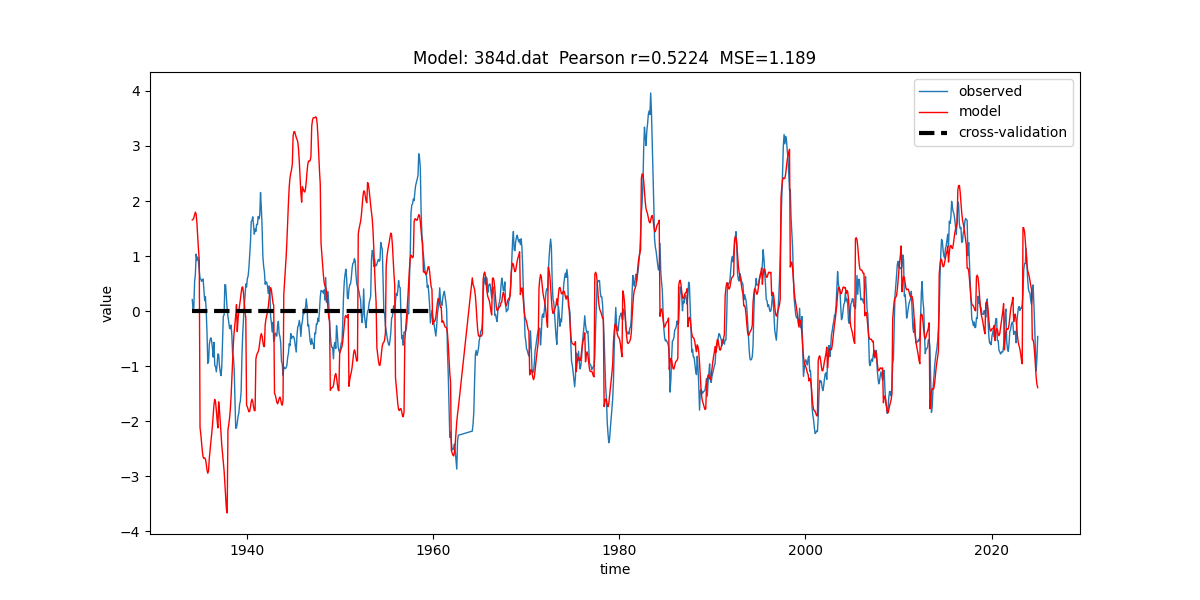 Model: 384d.dat  Pearson r=0.5224  MSE=1.189
observed
model
cross-validation
value
4
3
2
1
0
−1
−2
−3
−4
1940
1960
1980
2000
2020
time